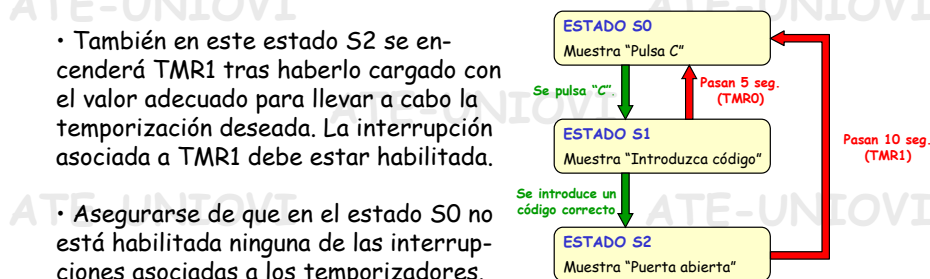 ATE-UNIOVI
ATE-UNIOVI
• También en este estado S2 se en-
cenderá TMR1 tras haberlo cargado con
el valor adecuado para llevar a cabo la
temporización deseada. La interrupción
asociada a TMR1 debe estar habilitada.
ATE-UNIOVI
• Asegurarse de que en el estado S0 no
está habilitada ninguna de las interrup-
ciones asociadas a los temporizadores.
ATE-UNIOVI
ATE-UNIOVI
ESTADO S0
Muestra “Pulsa C”
Se pulsa “C”.
Pasan 5 seg.
(TMR0)
ESTADO S1
Muestra “Introduzca código”
Pasan 10 seg.
(TMR1)
Se introduce un
código correcto
ESTADO S2
Muestra “Puerta abierta”